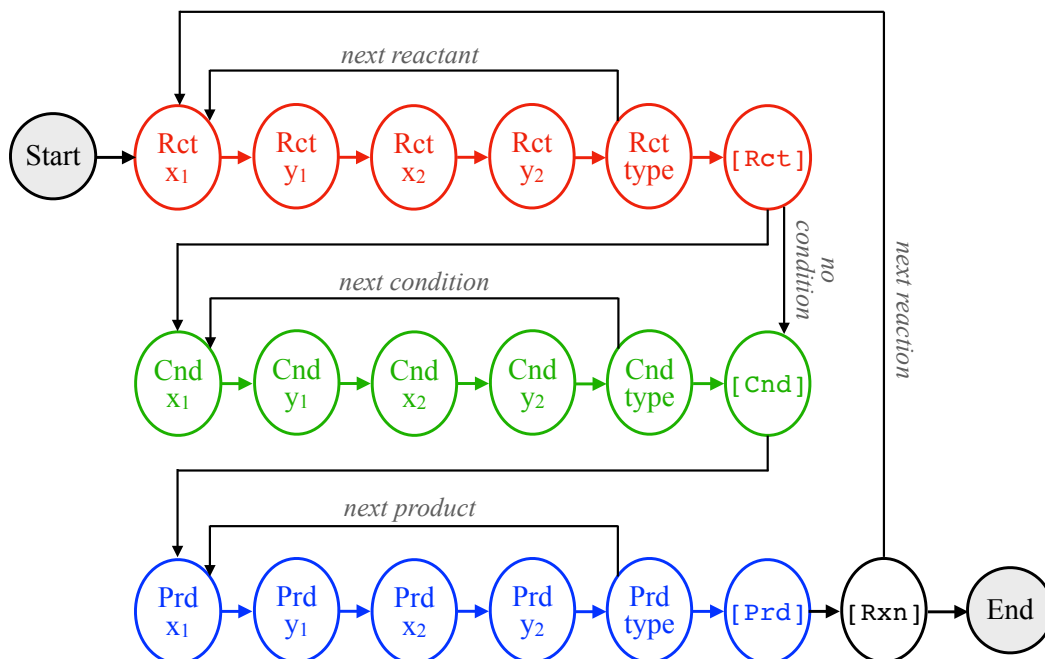 next reactant
Start
Rct
x₁
Rct
y₁
Rct
x₂
Rct
y₂
Rct
type
[Rct]
no
condition
next reaction
next condition
Cnd
x₁
Cnd
y₁
Cnd
x₂
Cnd
y₂
Cnd
type
[Cnd]
next product
Prd
x₁
Prd
y₁
Prd
x₂
Prd
y₂
Prd
type
[Prd]
[Rxn]
End